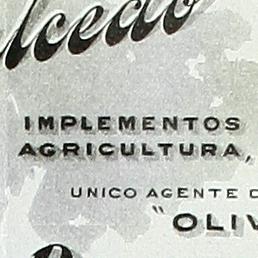 lcedo
IMPLEMENTOS
AGRICULTURA,
UNICO AGENTE D
"OLIV